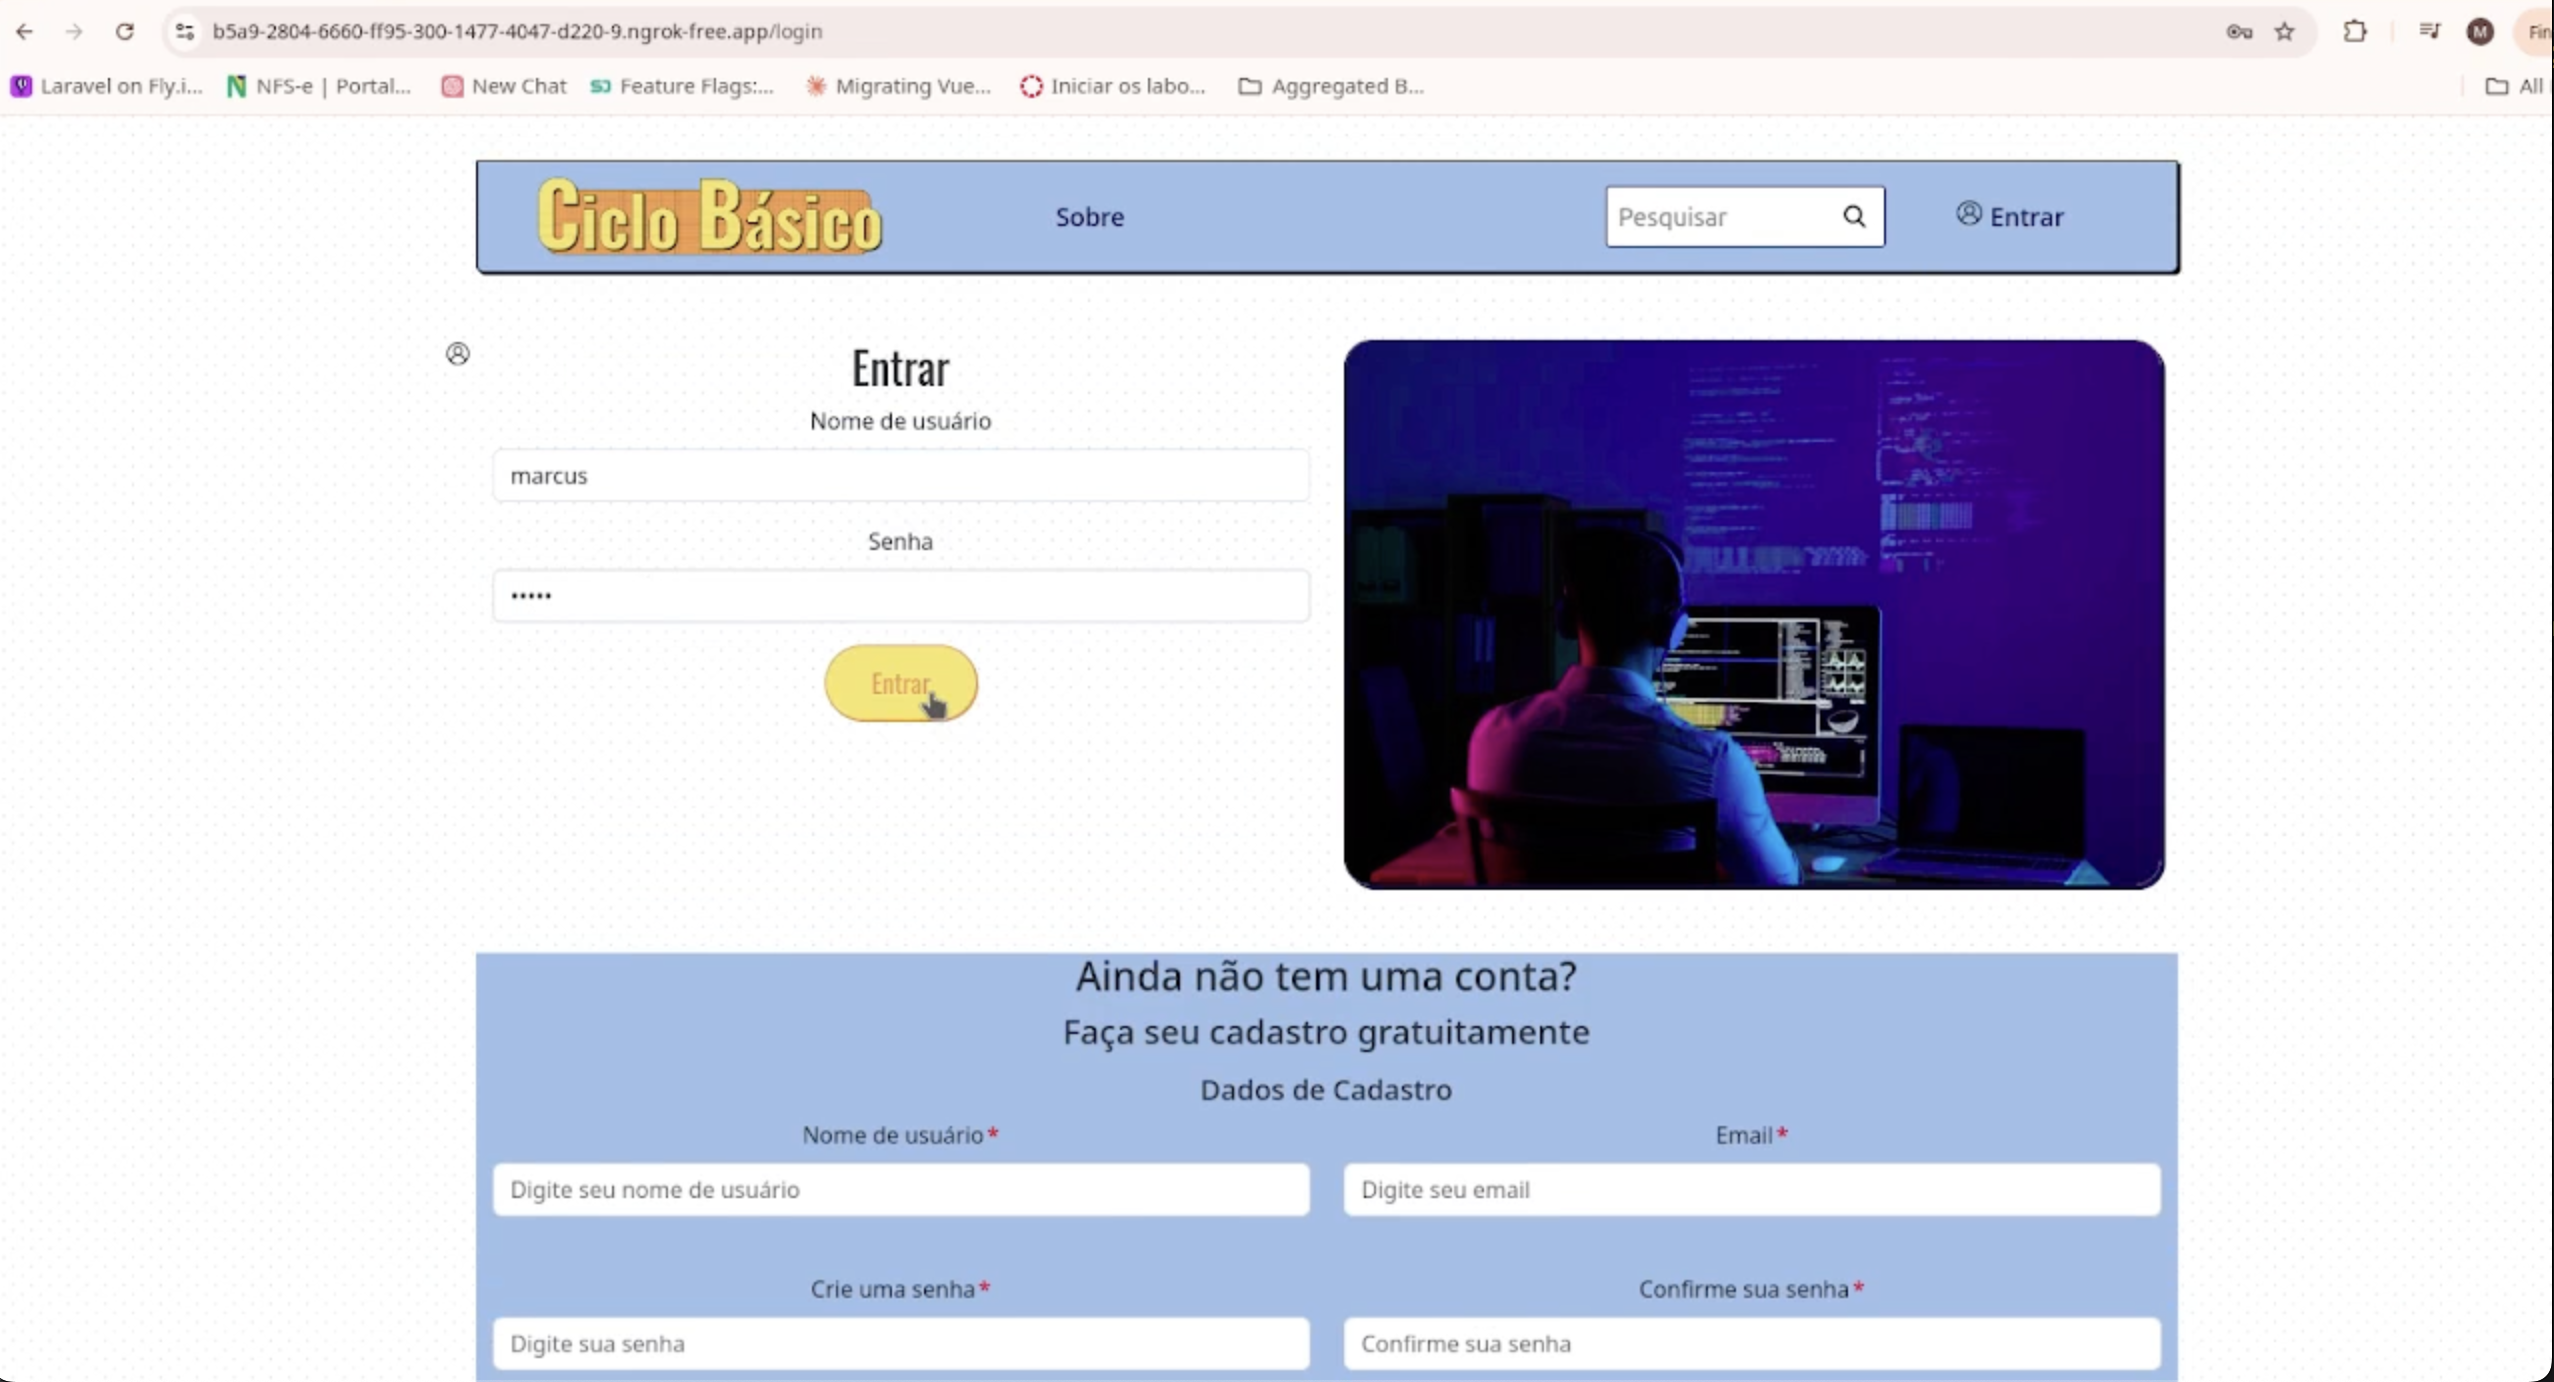 b5a9-2804-6660-ff95-300-1477-4047-d220-9.ngrok-free.app/login
M
Fin
Laravel on Fly.i...
NFS-e | Portal...
New Chat
Feature Flags:...
Migrating Vue...
Iniciar os labo...
Aggregated B...
All
Ciclo Básico
Sobre
Pesquisar
Entrar
Entrar
Nome de usuário
marcus
Senha
•••••
Entrar
Ainda não tem uma conta?
Faça seu cadastro gratuitamente
Dados de Cadastro
Nome de usuário*
Email*
Digite seu nome de usuário
Digite seu email
Crie uma senha*
Confirme sua senha*
Digite sua senha
Confirme sua senha